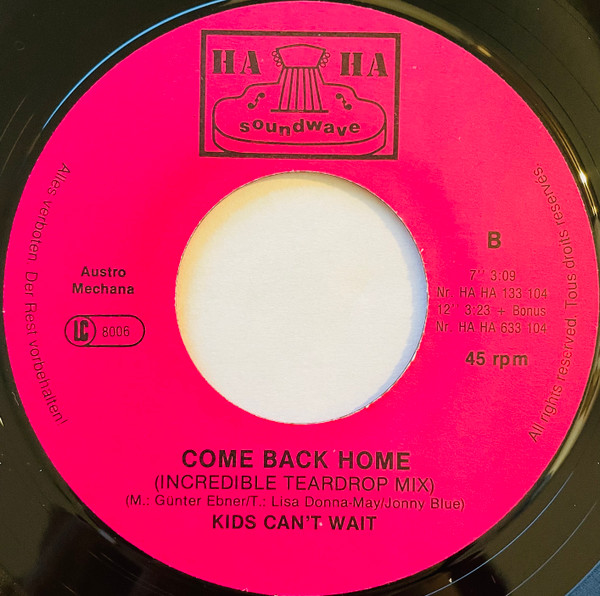 HA HA
soundwave
Alles verboten. Der Rest vorbehalten!
Austro
Mechana
LC 8006
B
7" 3:09
Nr. HA HA 133 104
12" 3:23 + Bonus
Nr. HA HA 633 104
45 rpm
All rights reserved. Tous droits reserves.
COME BACK HOME
(INCREDIBLE TEARDROP MIX)
(M.: Günter Ebner/T.: Lisa Donna-May/Jonny Blue)
KIDS CAN'T WAIT